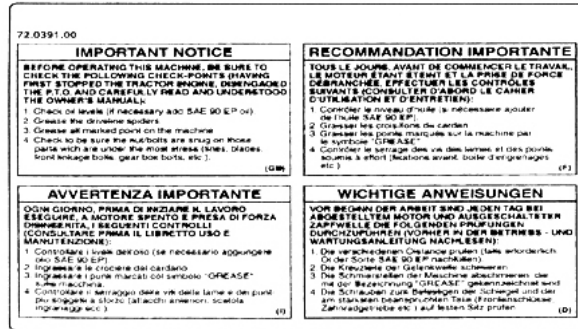 72.0391.00
IMPORTANT NOTICE
BEFORE OPERATING THIS MACHINE, BE SURE TO
CHECK THE FOLLOWING CHECK-POINTS (HAVING
FIRST STOPPED THE TRACTOR ENGINE, DISENGAGED
THE P.T.O. AND CAREFULLY READ AND UNDERSTOOD
THE OWNER'S MANUAL):
1 Check oil levels (if necessary add SAE 90 EP oil)
2 Grease the driveline spiders
3 Grease all marked point on the machine
4 Check to be sure the nut/bolts are snug on those
parts wich are under the most stress (tines, blades,
front linkage bolts, gear box bolts, etc.).
(GB)
RECOMMANDATION IMPORTANTE
TOUS LE JOURS, AVANT DE COMMENCER LE TRAVAIL,
LE MOTEUR ÉTANT ÉTEINT ET LA PRISE DE FORCE
DÉBRANCHÉE, EFFECTUER LES CONTRÔLES
SUIVANTS (CONSULTER D'ABORD LE CAHIER
D'UTILISATION ET D'ENTRETIEN):
1 Contrôler le niveau d'huile (si nécessaire ajouter
de l'huile SAE 90 EP)
2 Graisser les croisillons de cardan
3 Graisser les points marqués sur la machine par
le symbole "GREASE"
4 Contrôler le serrage des vis des lames et des points
soumis à effort (fixations avant, boite d'engrenages
etc.)
(F)
AVVERTENZA IMPORTANTE
OGNI GIORNO, PRIMA DI INIZIARE IL LAVORO
ESEGUIRE, A MOTORE SPENTO E PRESA DI FORZA
DISINSERITA, I SEGUENTI CONTROLLI
(CONSULTARE PRIMA IL LIBRETTO USO E
MANUTENZIONE):
1 Controllare i livelli dell'olio (se necessario aggiungere
olio SAE 90 EP)
2 Ingrassare le crociere del cardano
3 Ingrassare i punti marcati col simbolo "GREASE"
sulla macchina.
4 Controllare il serraggio delle viti delle lame e dei punti
più soggetti a sforzo (attacchi anteriori, scatola
ingranaggi ecc.)
(I)
WICHTIGE ANWEISUNGEN
VOR BEGINN DER ARBEIT SIND JEDEN TAG BEI
ABGESTELLTEM MOTOR UND AUSGESCHALTETER
ZAPFWELLE DIE FOLGENDEN PRÜFUNGEN
DURCHZUFÜHREN (VORHER IN DER BETRIEBS - UND
WARTUNGSANLEITUNG NACHLESEN):
1 Die verschiedenen Ölstände prüfen (falls erforderlich
Öl der Sorte SAE 90 EP nachfüllen)
2 Die Kreuzteile der Gelenkwelle schmieren
3 Die Schmierstellen der Maschine abschmieren, die
mit der Bezeichnung "GREASE" gekennzeichnet sind
4 Die Schrauben zum Befestigen der Schlegel und der
am stärksten beanspruchten Teile (Frontanschlüsse,
Zahnradgetriebe etc.) auf festen Sitz prüfen
(D)